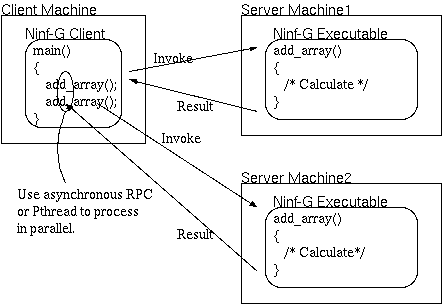 Client Machine
Ninf-G Client
main()
{
add_array();
add_array();
}
Use asynchronous RPC
or Pthread to process
in parallel.
Invoke
Result
Invoke
Result
Server Machine1
Ninf-G Executable
add_array()
{
/* Calculate */
}
Server Machine2
Ninf-G Executable
add_array()
{
/* Calculate*/
}